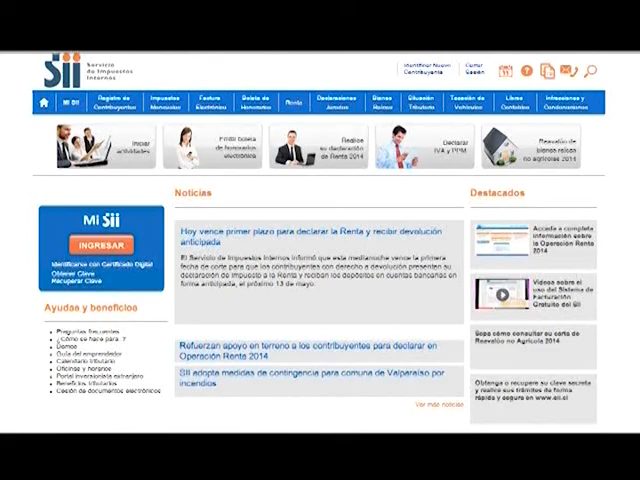 Sii Servicio
de Impuestos
Internos
Identificar Nuevo
Contribuyente
Cerrar
Sesión
MI SII
Registro de
Contribuyentes
Impuestos
Mensuales
Factura
Electrónica
Boleta de
Honorarios
Renta
Declaraciones
Juradas
Bienes
Raíces
Situación
Tributaria
Tasación de
Vehículos
Libros
Contables
Infracciones y
Condonaciones
Iniciar
actividades
Emitir boleta
de honorarios
electrónica
Realice
su declaración
de Renta 2014
Declarar
IVA y PPM
Reavalúo de
bienes raíces
no agrícolas 2014
MI Sii
INGRESAR
Identificarse con Certificado Digital
Obtener Clave
Recuperar Clave
Ayudas y beneficios
Preguntas frecuentes
¿Cómo se hace para..?
Demos
Guía del emprendedor
Calendario tributario
Oficinas y horarios
Portal inversionista extranjero
Beneficios tributarios
Cesión de documentos electrónicos
Noticias
Hoy vence primer plazo para declarar la Renta y recibir devolución
anticipada
El Servicio de Impuestos Internos informó que esta medianoche vence la primera
fecha de corte para que los contribuyentes con derecho a devolución presenten su
declaración de Impuesto a la Renta y reciban los depósitos en cuentas bancarias en
forma anticipada, el próximo 13 de mayo.
Refuerzan apoyo en terreno a los contribuyentes para declarar en
Operación Renta 2014
SII adopta medidas de contingencia para comuna de Valparaíso por
incendios
Ver más noticias
Destacados
Acceda a completa
información sobre
la Operación Renta
2014
Videos sobre el
uso del Sistema de
Facturación
Gratuito del SII
Sepa cómo consultar su carta de
Reavalúo no Agrícola 2014
Obtenga o recupere su clave secreta
y realice sus trámites de forma
rápida y segura en www.sii.cl